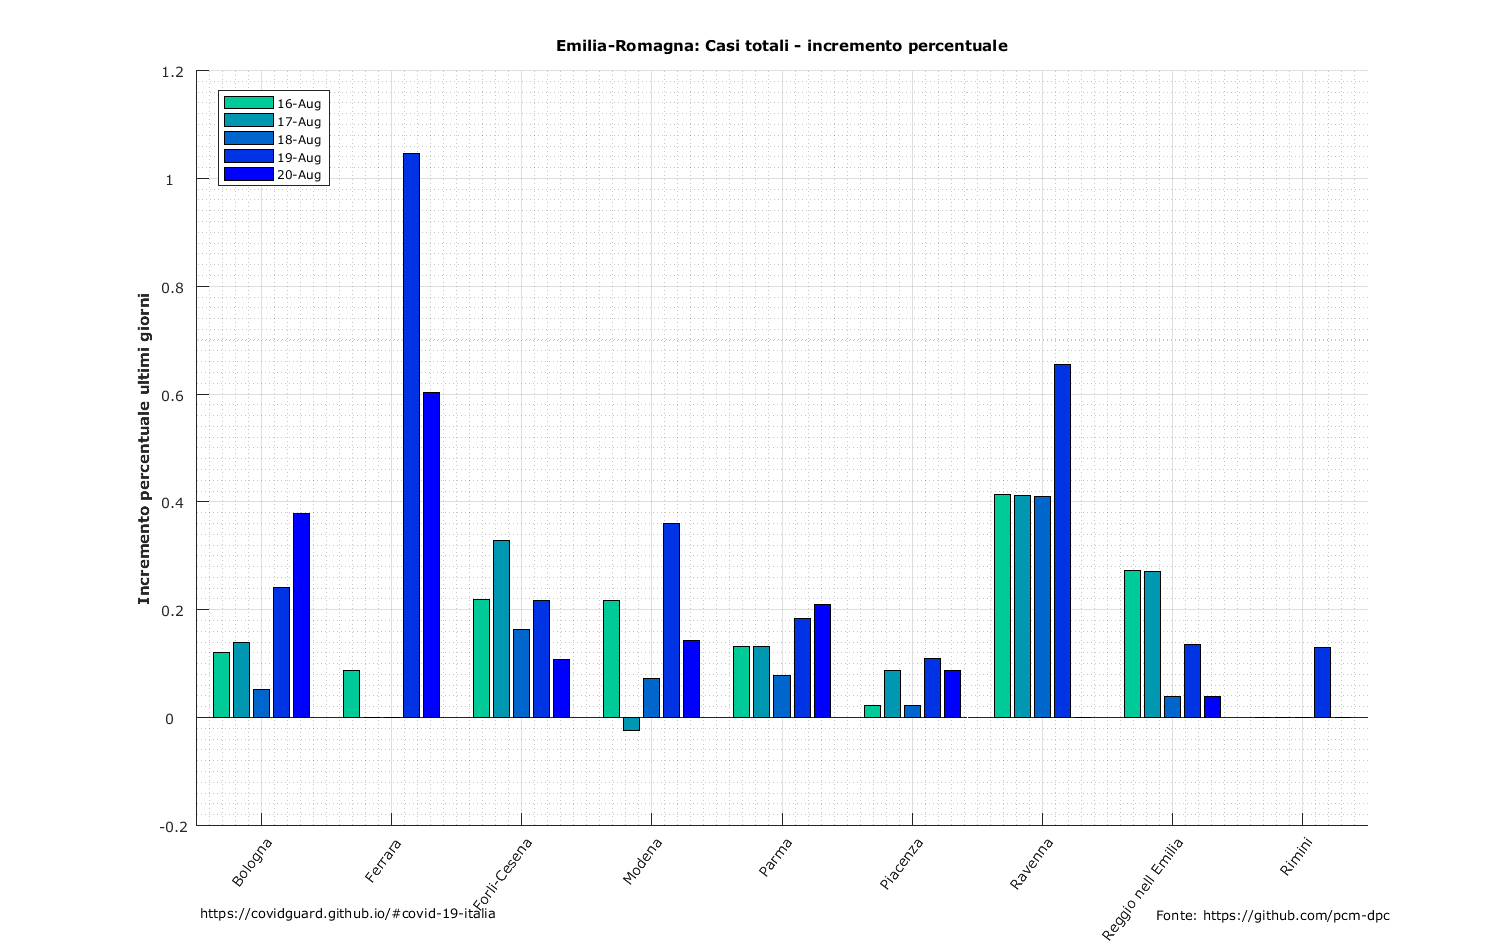 Emilia-Romagna: Casi totali - incremento percentuale
1.2
1
0.8
0.6
0.4
0.2
0
-0.2
Incremento percentuale ultimi giorni
16-Aug
17-Aug
18-Aug
19-Aug
20-Aug
Bologna
Ferrara
Forlì-Cesena
Modena
Parma
Piacenza
Ravenna
Reggio nell Emilia
Rimini
https://covidguard.github.io/#covid-19-italia
Fonte: https://github.com/pcm-dpc